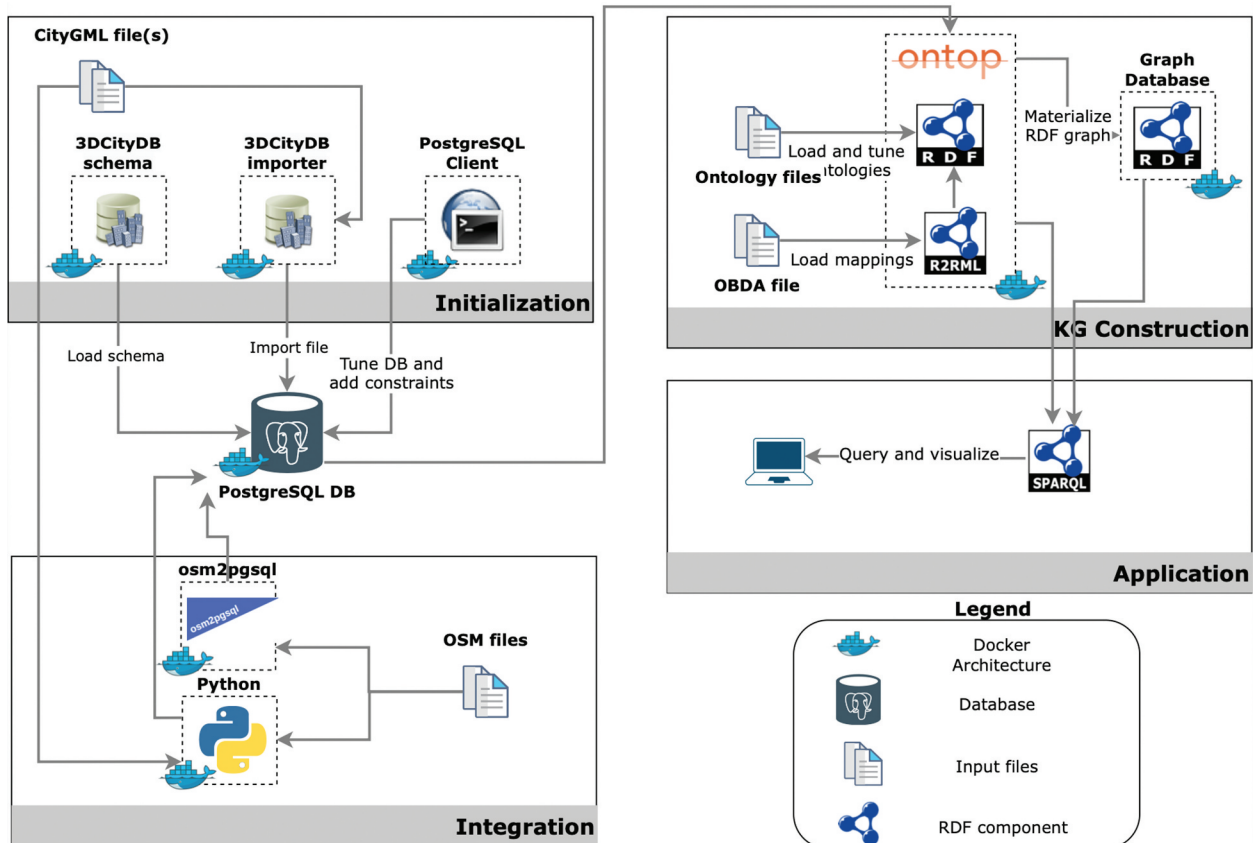 CityGML file(s)
3DCityDB
schema
3DCityDB
importer
PostgreSQL
Client
Initialization
Load schema
Import file
Tune DB and
add constraints
PostgreSQL DB
osm2pgsql
osm2pgsql
OSM files
Python
Integration
ontop
Graph
Database
Materialize
RDF graph
RDF
RDF
Load and tune
ntologies
Ontology files
Load mappings
R2RML
OBDA file
KG Construction
Query and visualize
SPARQL
Application
Legend
Docker
Architecture
Database
Input files
RDF component